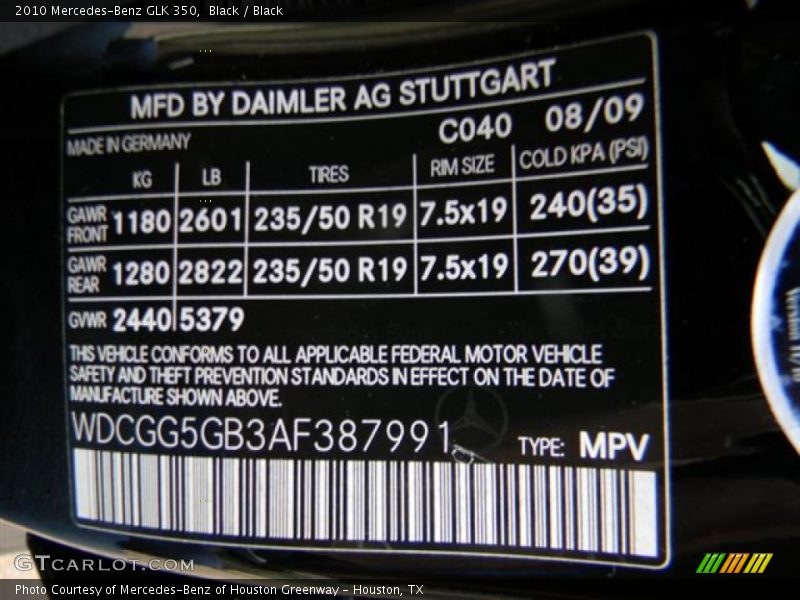 2010 Mercedes-Benz GLK 350,  Black / Black
MFD BY DAIMLER AG STUTTGART
MADE IN GERMANY C040 08/09
KG LB TIRES RIM SIZE COLD KPA (PSI)
GAWR FRONT 1180 2601 235/50 R19 7.5x19 240(35)
GAWR REAR 1280 2822 235/50 R19 7.5x19 270(39)
GVWR 2440 5379
THIS VEHICLE CONFORMS TO ALL APPLICABLE FEDERAL MOTOR VEHICLE
SAFETY AND THEFT PREVENTION STANDARDS IN EFFECT ON THE DATE OF
MANUFACTURE SHOWN ABOVE.
WDCGG5GB3AF387991 TYPE: MPV
GTCARLOT.COM
Photo Courtesy of Mercedes-Benz of Houston Greenway - Houston, TX